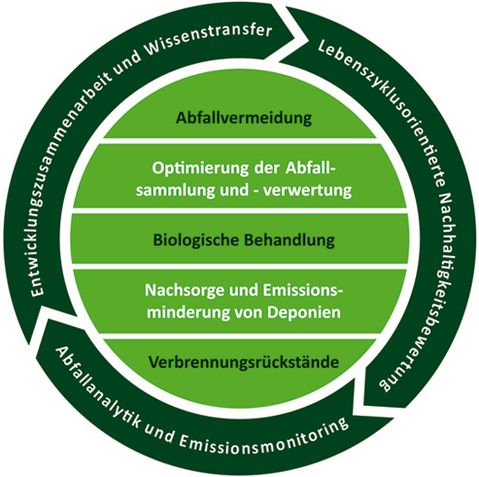 Entwicklungszusammenarbeit und Wissenstransfer
Lebenszyklusorientierte Nachhaltigkeitsbewertung
Abfallvermeidung
Optimierung der Abfall-
sammlung und - verwertung
Biologische Behandlung
Nachsorge und Emissions-
minderung von Deponien
Verbrennungsrückstände
Abfallanalytik und Emissionsmonitoring